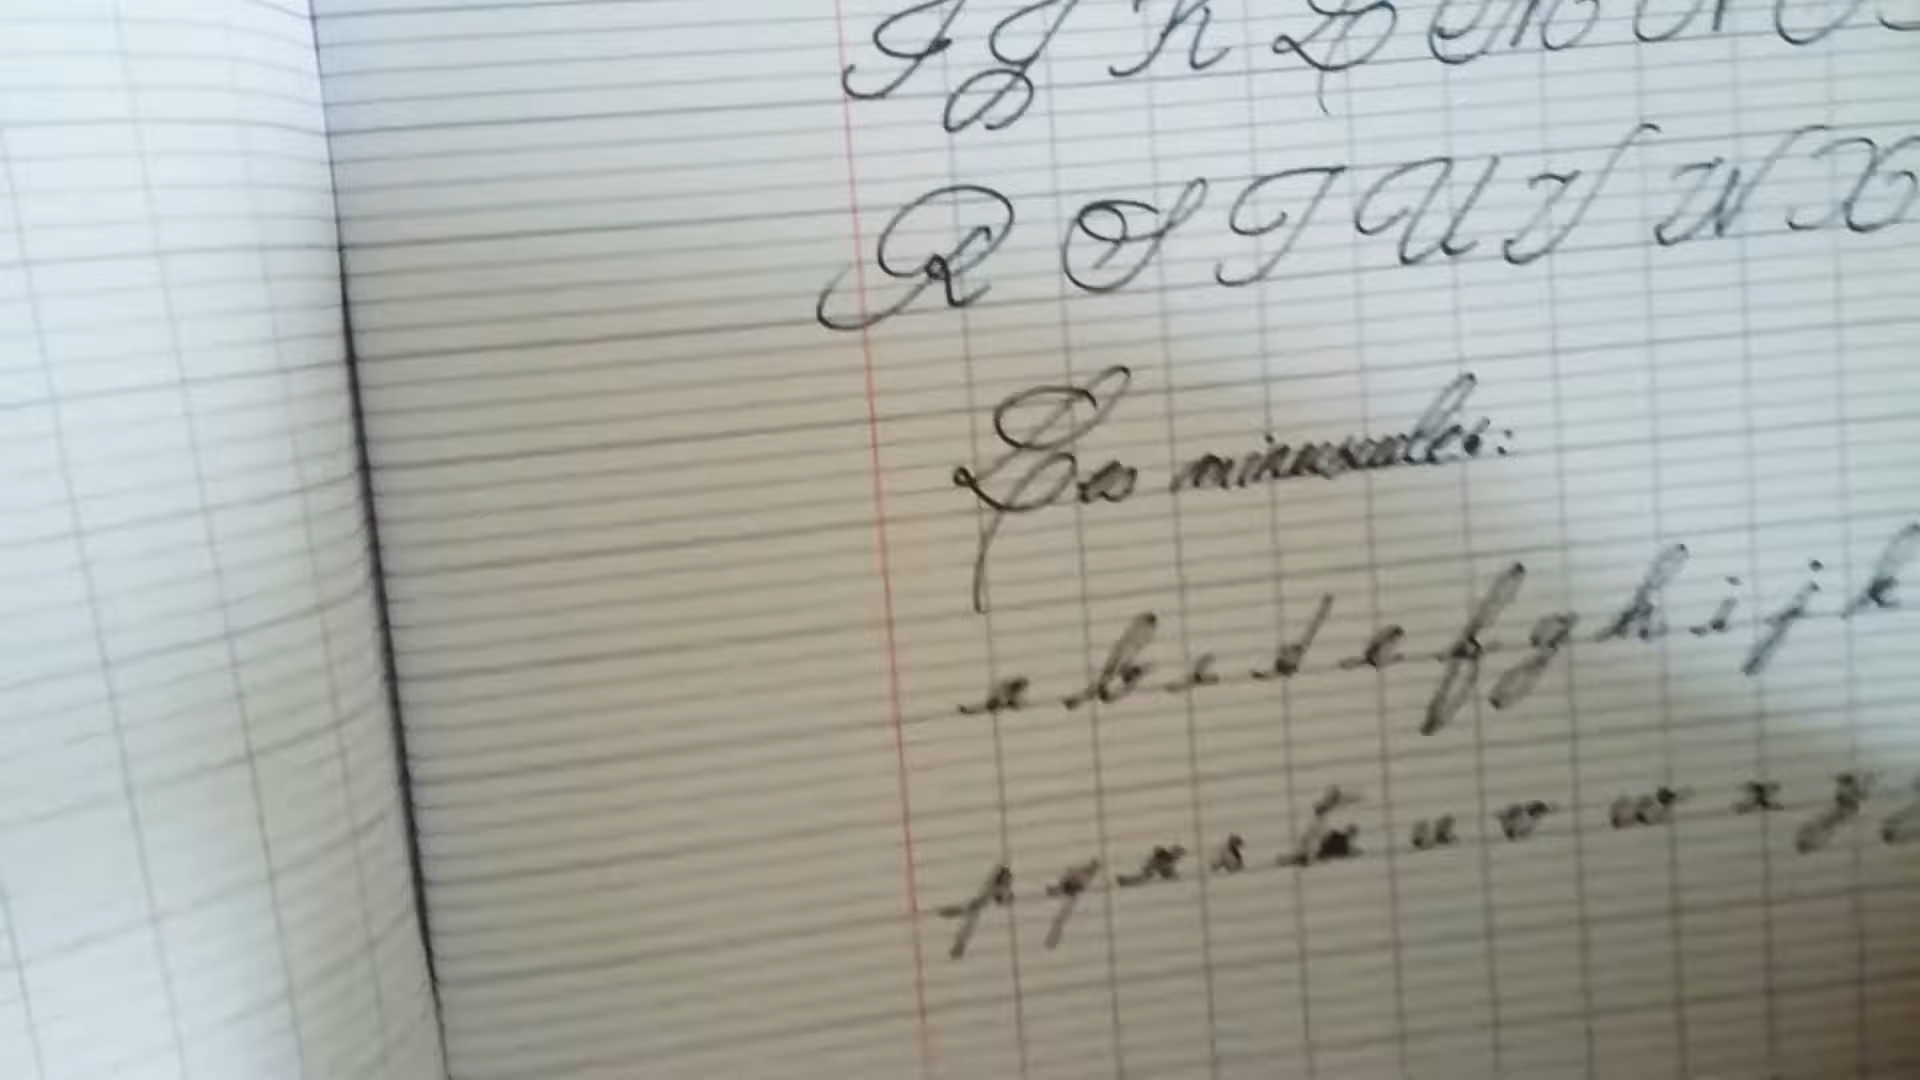 I J K L M N O
R S T U V W X
Les minuscules:
a b c d e f g h i j k
p q r s t u v w x y